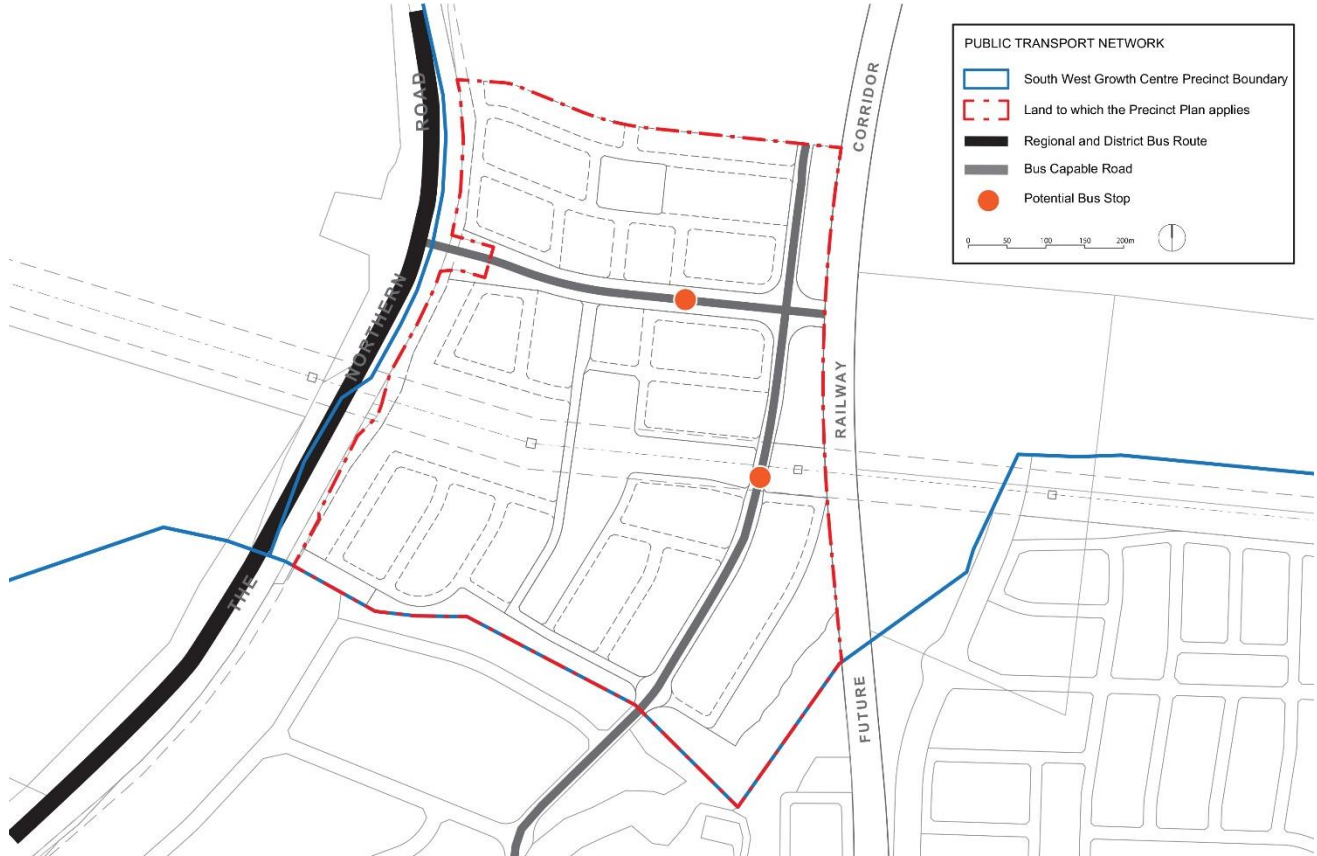 PUBLIC TRANSPORT NETWORK
South West Growth Centre Precinct Boundary
Land to which the Precinct Plan applies
Regional and District Bus Route
Bus Capable Road
Potential Bus Stop
0 50 100 150 200m
THE NORTHERN ROAD
FUTURE RAILWAY CORRIDOR